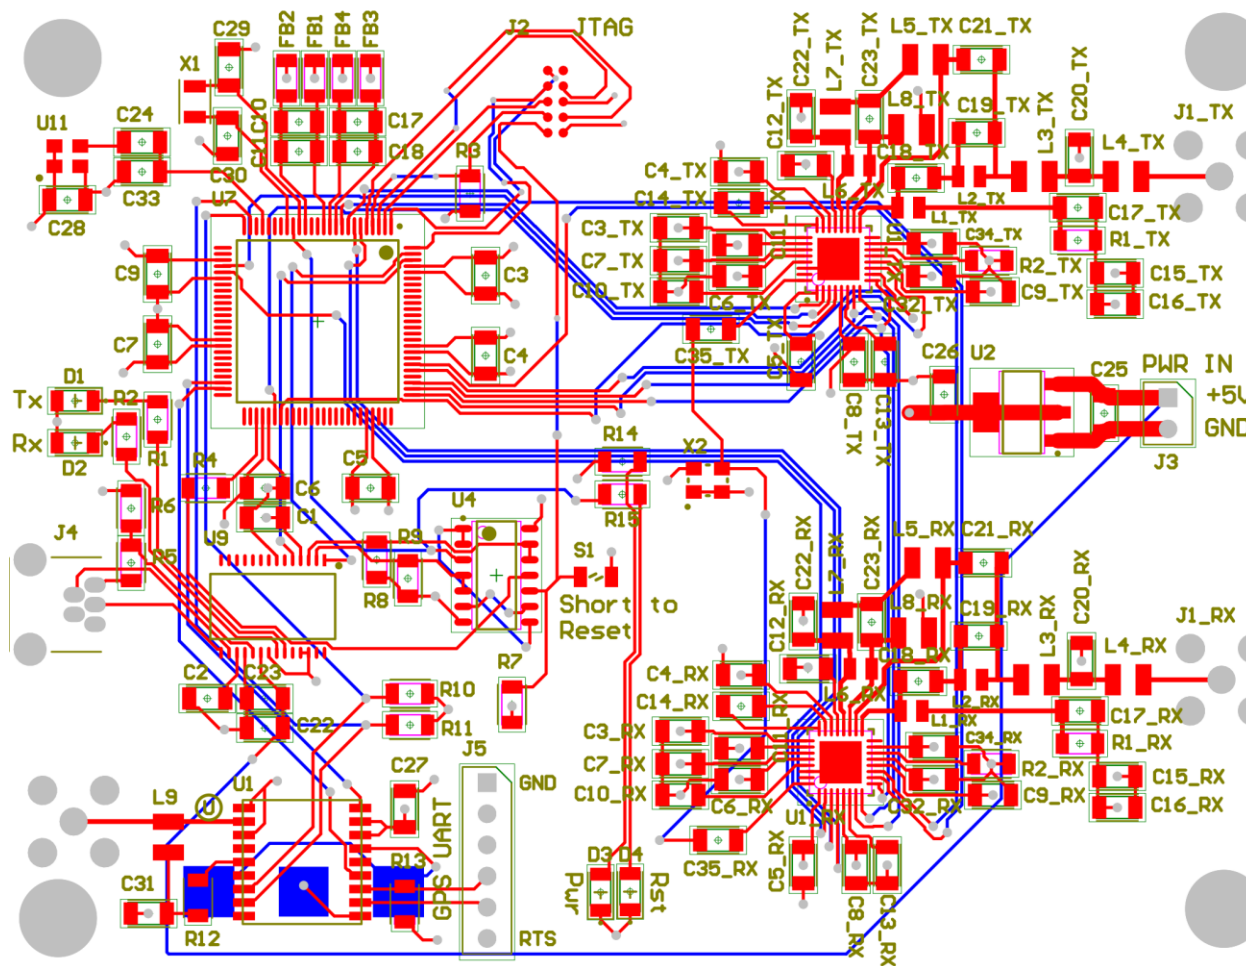 C29
FB2
FB1
FB4
FB3
J2
JTAG
C22_TX
L7_TX
C23_TX
L5_TX
C21_TX
X1
C20_TX
U11
C24
C10
C11
C17
C18
C12_TX
L8_TX
C19_TX
L3_TX
J1_TX
C30
R3
C4_TX
C18_TX
L4_TX
C33
C28
U7
C14_TX
L6_TX
L2_TX
L1_TX
C17_TX
C3_TX
U11_TX
C34_TX
R1_TX
C9
C3
C7_TX
R2_TX
C15_TX
C10_TX
C6_TX
C32_TX
C9_TX
C16_TX
C7
C4
C35_TX
C5_TX
C26
U2
C25
PWR IN
+5V
GND
J3
D1
Tx
R2
Rx
D2
R1
C8_TX
C13_TX
R14
X2
R4
C6
C5
U4
R6
C1
R15
J4
U9
R9
R5
R8
S1
Short to
Reset
C22_RX
L7_RX
C23_RX
L5_RX
C21_RX
C20_RX
C12_RX
L8_RX
C19_RX
L3_RX
J1_RX
C4_RX
C18_RX
L4_RX
C2
C23
R10
R7
C14_RX
L6_RX
L2_RX
L1_RX
C17_RX
C22
R11
C3_RX
U11_RX
C34_RX
R1_RX
J5
C7_RX
R2_RX
C15_RX
U1
C27
GND
C10_RX
C6_RX
C32_RX
C9_RX
C16_RX
L9
U
GPS UART
U1_RX
C35_RX
C5_RX
C31
R12
R13
D3
D4
Pwr
Rst
RTS
C8_RX
C13_RX